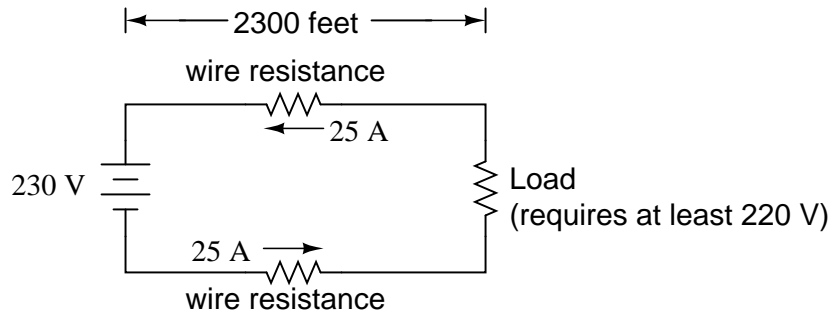 2300 feet
wire resistance
25 A
230 V
Load
(requires at least 220 V)
25 A
wire resistance